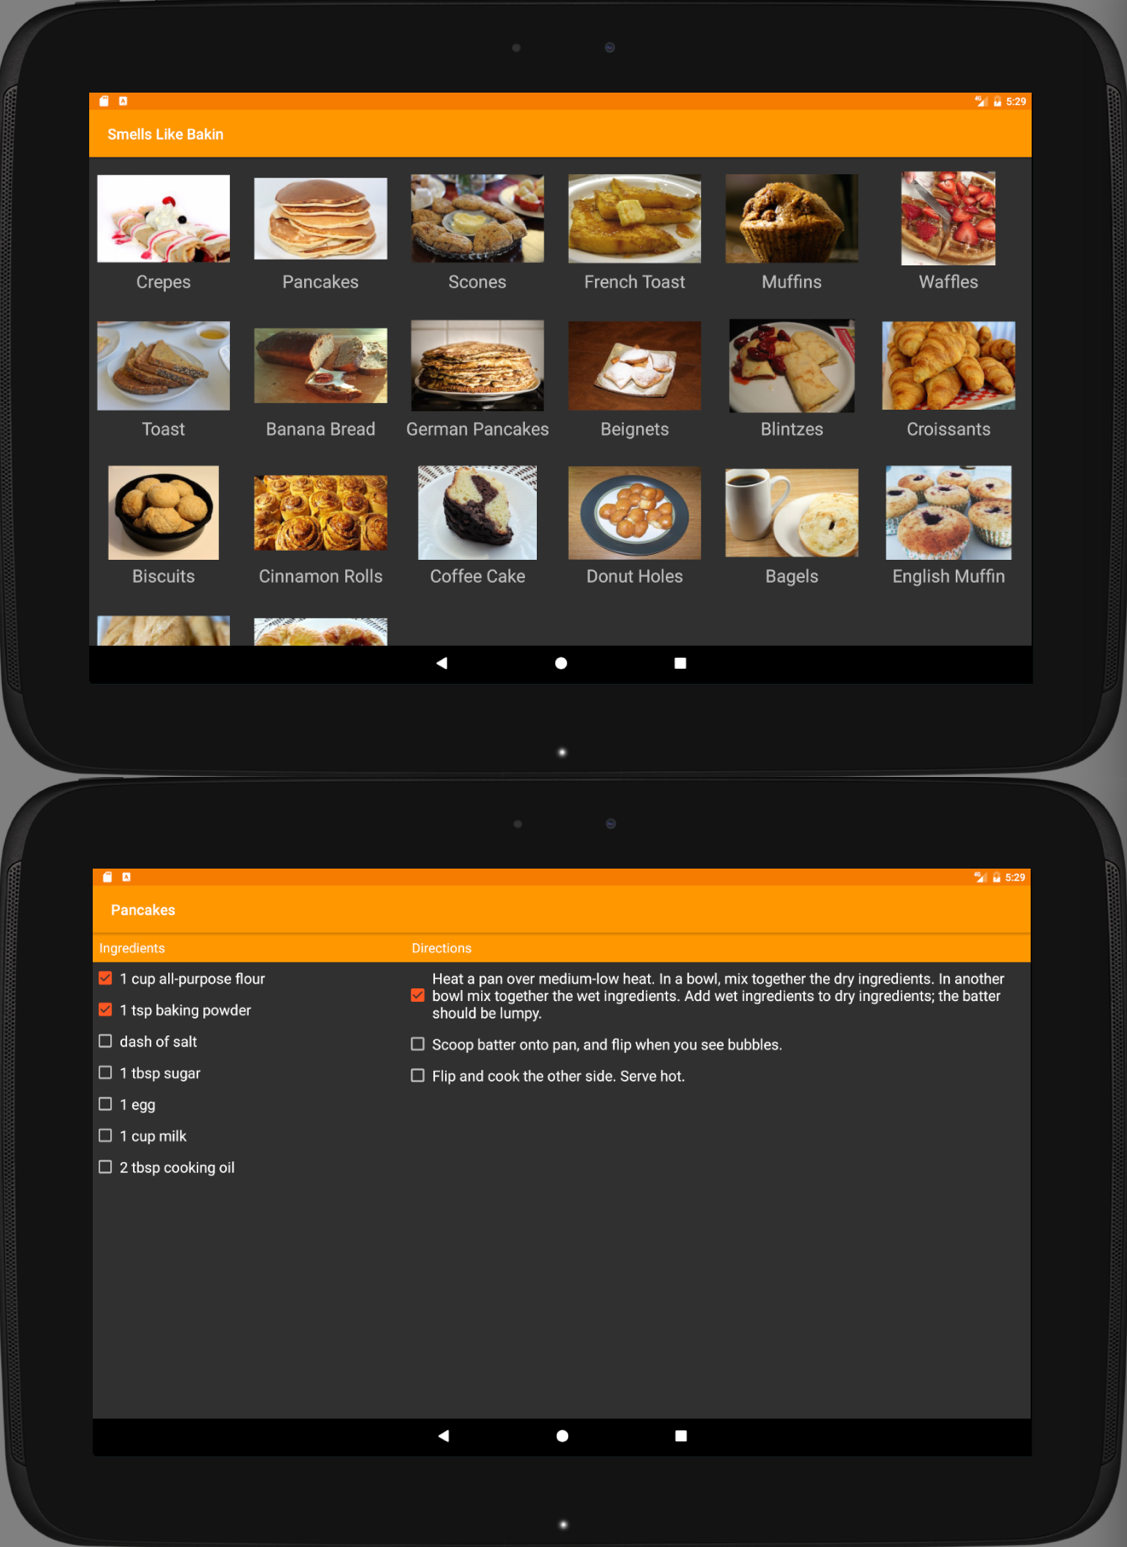 5:29
Smells Like Bakin
Crepes
Pancakes
Scones
French Toast
Muffins
Waffles
Toast
Banana Bread
German Pancakes
Beignets
Blintzes
Croissants
Biscuits
Cinnamon Rolls
Coffee Cake
Donut Holes
Bagels
English Muffin
5:29
Pancakes
Ingredients
1 cup all-purpose flour
1 tsp baking powder
dash of salt
1 tbsp sugar
1 egg
1 cup milk
2 tbsp cooking oil
Directions
Heat a pan over medium-low heat. In a bowl, mix together the dry ingredients. In another
bowl mix together the wet ingredients. Add wet ingredients to dry ingredients; the batter
should be lumpy.
Scoop batter onto pan, and flip when you see bubbles.
Flip and cook the other side. Serve hot.